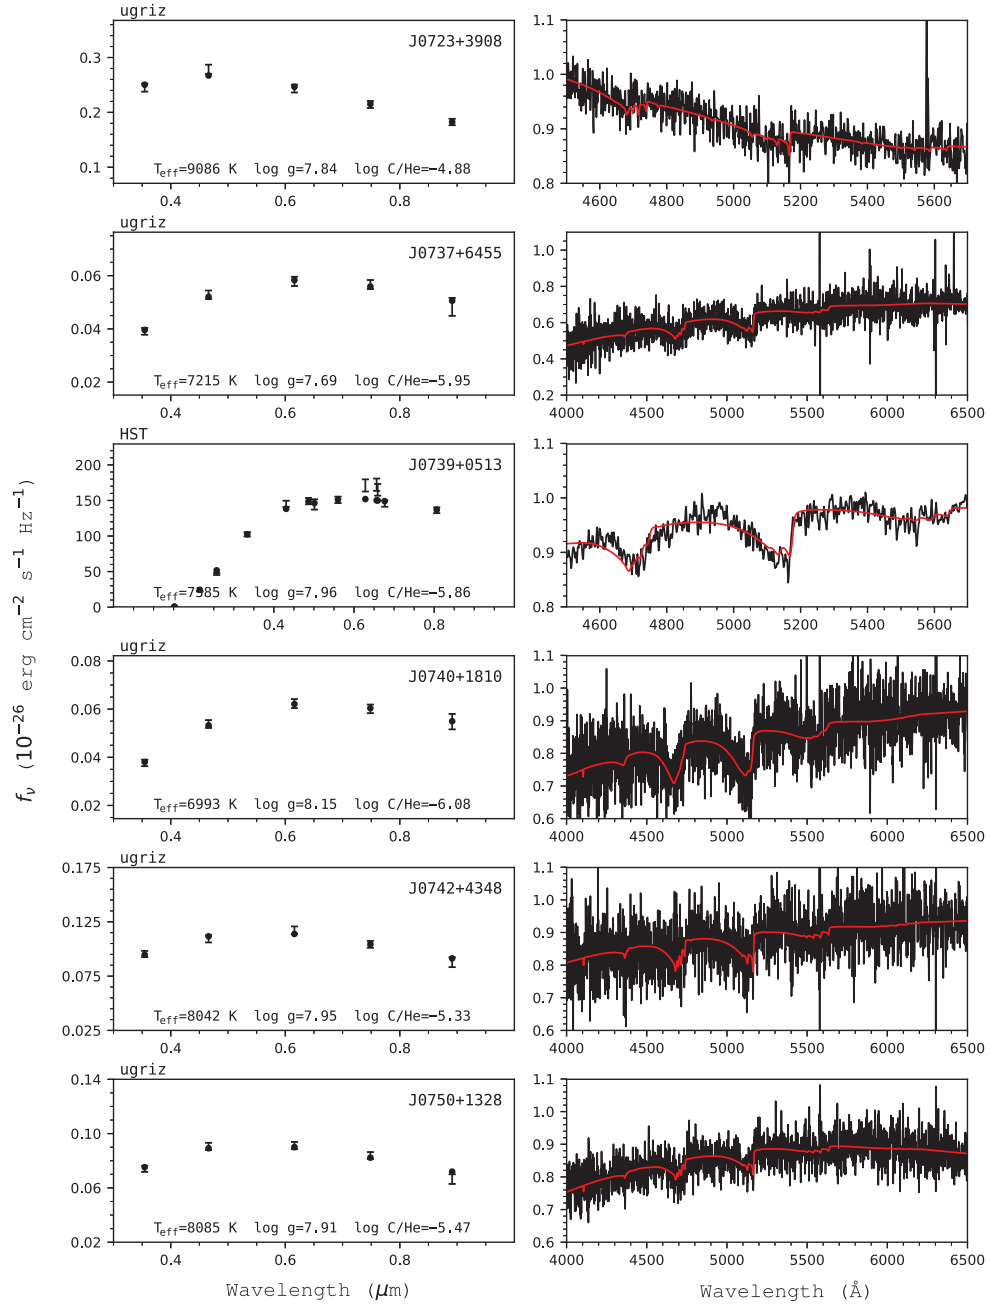 ugriz
J0723+3908
0.3
0.2
0.1
T_eff=9086 K log g=7.84 log C/He=−4.88
0.4 0.6 0.8
1.1
1.0
0.9
0.8
4600 4800 5000 5200 5400 5600
ugriz
J0737+6455
0.06
0.04
0.02
T_eff=7215 K log g=7.69 log C/He=−5.95
0.4 0.6 0.8
1.0
0.8
0.6
0.4
0.2
4000 4500 5000 5500 6000 6500
HST
J0739+0513
200
150
100
50
0
T_eff=7585 K log g=7.96 log C/He=−5.86
0.4 0.6 0.8
1.1
1.0
0.9
0.8
4600 4800 5000 5200 5400 5600
ugriz
J0740+1810
0.08
0.06
0.04
0.02
T_eff=6993 K log g=8.15 log C/He=−6.08
0.4 0.6 0.8
1.1
1.0
0.9
0.8
0.7
0.6
4000 4500 5000 5500 6000 6500
ugriz
J0742+4348
0.175
0.125
0.075
0.025
T_eff=8042 K log g=7.95 log C/He=−5.33
0.4 0.6 0.8
1.1
1.0
0.9
0.8
0.7
0.6
4000 4500 5000 5500 6000 6500
ugriz
J0750+1328
0.14
0.10
0.06
0.02
T_eff=8085 K log g=7.91 log C/He=−5.47
0.4 0.6 0.8
1.1
1.0
0.9
0.8
0.7
0.6
4000 4500 5000 5500 6000 6500
f_ν (10⁻²⁶ erg cm⁻² s⁻¹ Hz⁻¹)
Wavelength (μm)
Wavelength (Å)